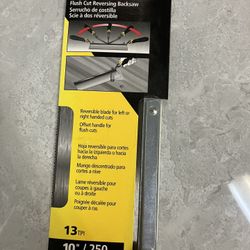 Flush Cut Reversing Backsaw
Serrucho de costilla
Scie à dos réversible
Reversible blade for left or
right handed cuts
Offset handle for
flush cuts
Hoja reversible para cortes
hacia la izquierda o hacia
la derecha
Mango descentrado para
cortes a nivel
Lame réversible pour
coupes à gauche
ou à droite
Poignée décalée pour
couper à ras
13 TPI
10" / 250